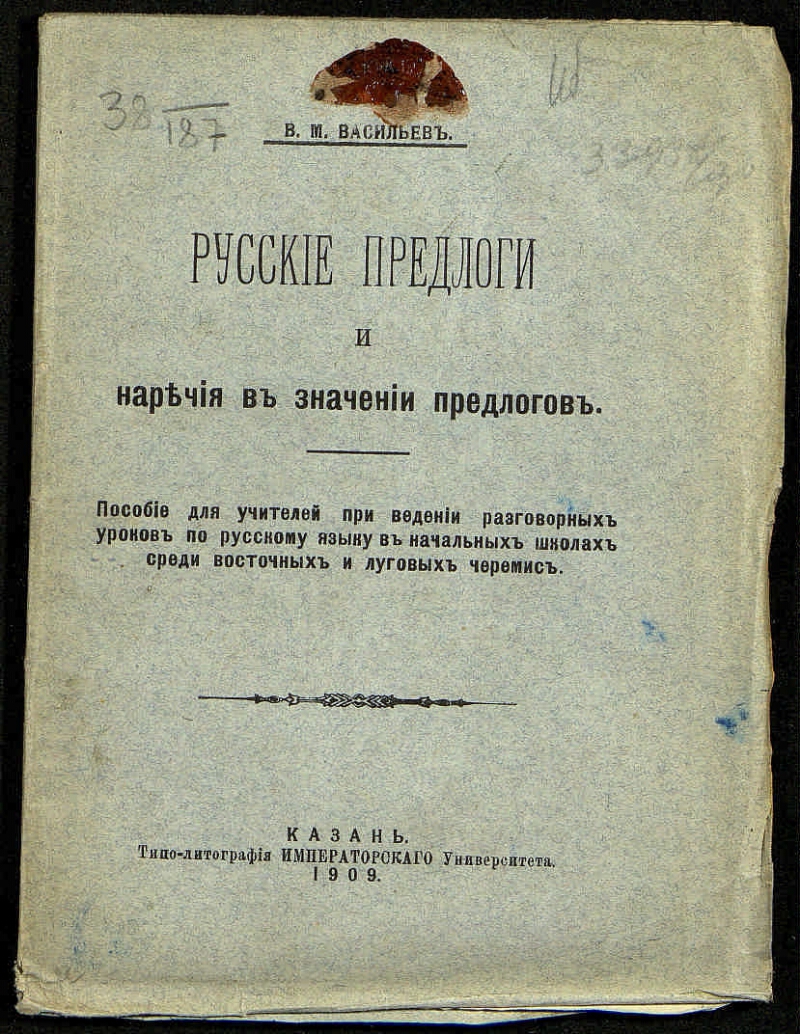 38
187
В. М. ВАСИЛЬЕВЪ.
РУССКІЕ ПРЕДЛОГИ
И
нарѣчія въ значеніи предлоговъ.
Пособіе для учителей при веденіи разговорныхъ
уроковъ по русскому языку въ начальныхъ школахъ
среди восточныхъ и луговыхъ черемисъ.
КАЗАНЬ.
Типо-литографія ИМПЕРАТОРСКАГО Университета.
1909.